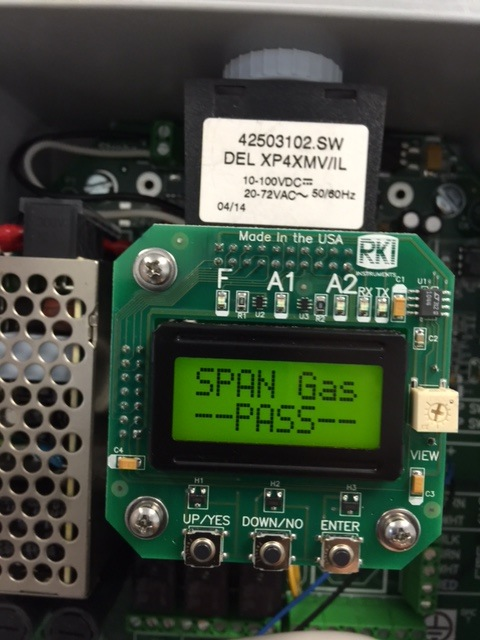 42503102.SW
DEL XP4XMV/IL
10-100VDC⎓
20-72VAC～ 50/60Hz
04/14
Made In the USA
RKI
INSTRUMENTS
F A1 A2 RX TX
C1 U1
R1 U2 U3
C2
SPAN Gas
--PASS--
VIEW
C4
C3
H1 H2 H3
UP/YES DOWN/NO ENTER
RED